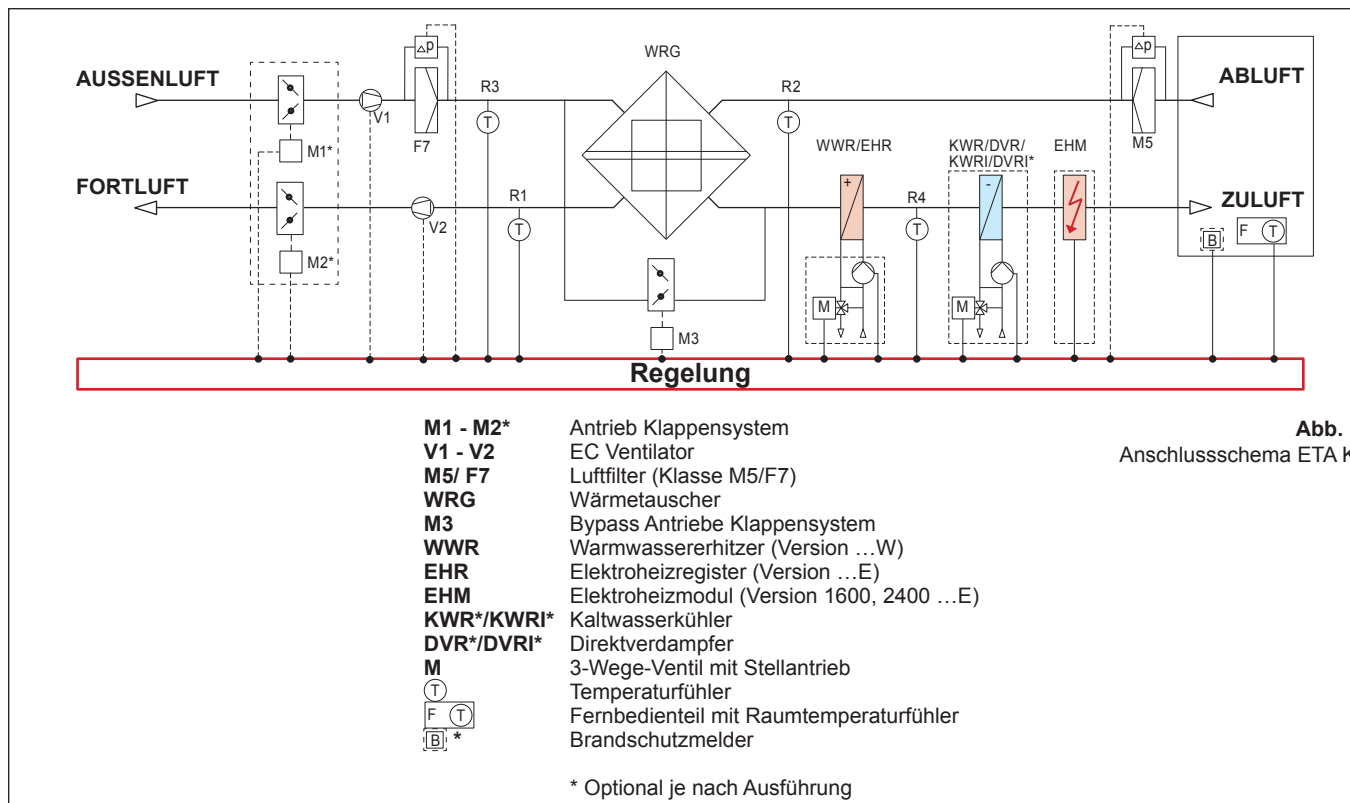 △p WRG △p
AUSSENLUFT R3 R2 ABLUFT
V1 T T
F7 WWR/EHR KWR/DVR/ EHM M5
KWRI/DVRI*
M1*
FORTLUFT R1 + R4 - ZULUFT
V2 T T B F T
M2*
M M
M3
Regelung
M1 - M2* Antrieb Klappensystem
V1 - V2 EC Ventilator
M5/ F7 Luftfilter (Klasse M5/F7)
WRG Wärmetauscher
M3 Bypass Antriebe Klappensystem
WWR Warmwassererhitzer (Version …W)
EHR Elektroheizregister (Version …E)
EHM Elektroheizmodul (Version 1600, 2400 …E)
KWR*/KWRI* Kaltwasserkühler
DVR*/DVRI* Direktverdampfer
M 3-Wege-Ventil mit Stellantrieb
T Temperaturfühler
F T Fernbedienteil mit Raumtemperaturfühler
B * Brandschutzmelder
* Optional je nach Ausführung
Abb.
Anschlussschema ETA K